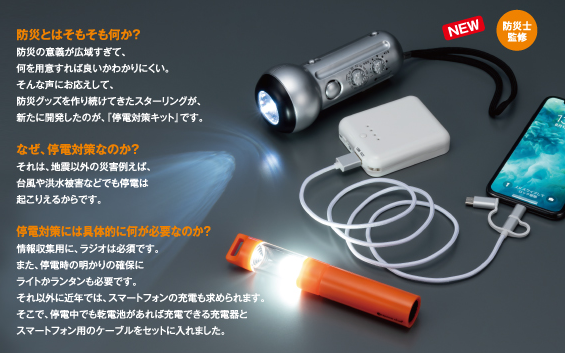 防災とはそもそも何か?
防災の意義が広域すぎて、
何を用意すれば良いかわかりにくい。
そんな声にお応えして、
防災グッズを作り続けてきたスターリングが、
新たに開発したのが、「停電対策キット」です。
なぜ、停電対策なのか?
それは、地震以外の災害例えば、
台風や洪水被害などでも停電は
起こりえるからです。
停電対策には具体的に何が必要なのか?
情報収集用に、ラジオは必須です。
また、停電時の明かりの確保に
ライトかランタンも必要です。
それ以外に近年では、スマートフォンの充電も求められます。
そこで、停電中でも乾電池があれば充電できる充電器と
スマートフォン用のケーブルをセットに入れました。
NEW
防災士
監修